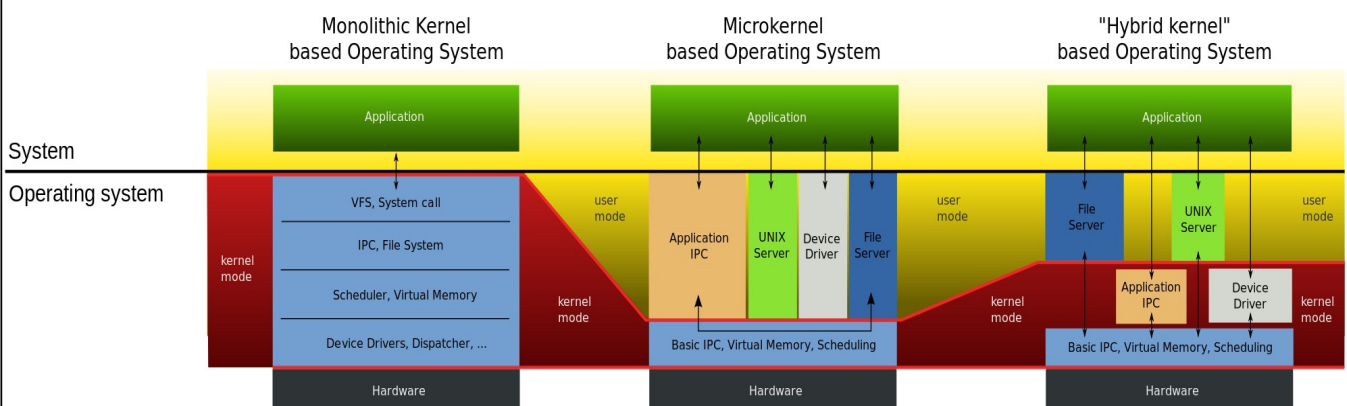 Monolithic Kernel
based Operating System
Microkernel
based Operating System
"Hybrid kernel"
based Operating System
Application
Application
Application
System
Operating system
VFS, System call
IPC, File System
Scheduler, Virtual Memory
Device Drivers, Dispatcher, ...
kernel
mode
kernel
mode
user
mode
Application
IPC
UNIX
Server
Device
Driver
File
Server
Basic IPC, Virtual Memory, Scheduling
user
mode
kernel
mode
File
Server
UNIX
Server
Application
IPC
Device
Driver
Basic IPC, Virtual Memory, Scheduling
user
mode
kernel
mode
Hardware
Hardware
Hardware